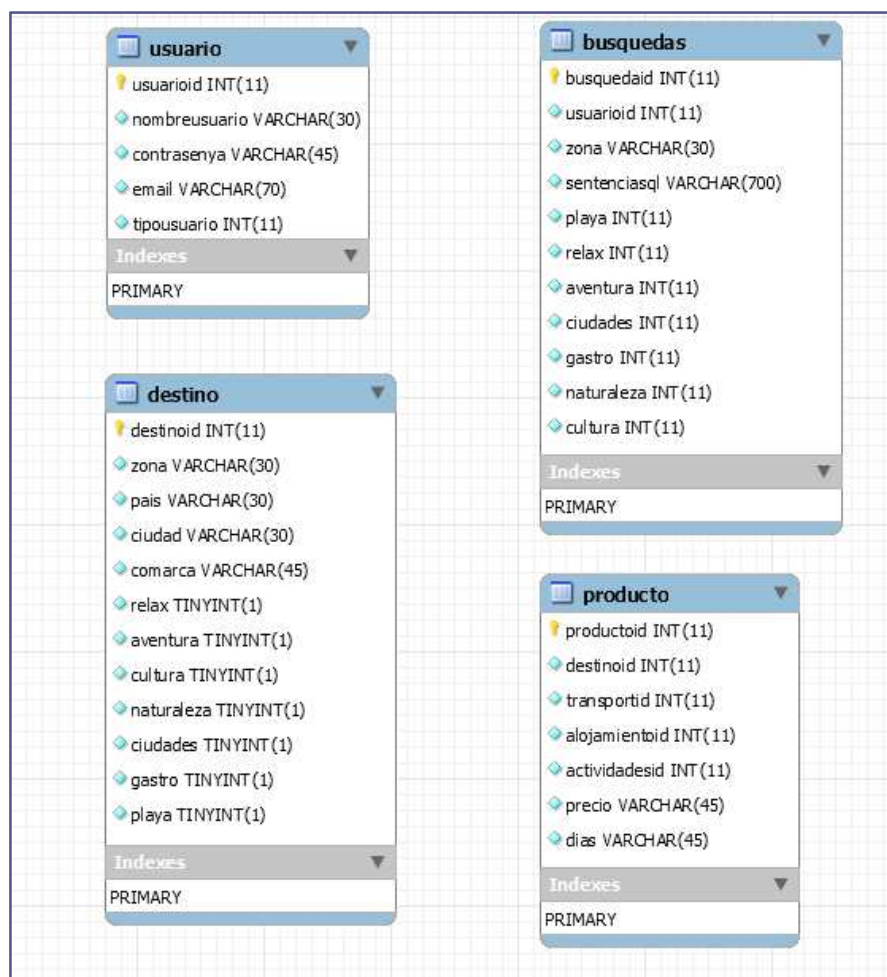 usuario
usuarioid INT(11)
nombreusuario VARCHAR(30)
contrasenya VARCHAR(45)
email VARCHAR(70)
tipousuario INT(11)
Indexes
PRIMARY
busquedas
busquedaid INT(11)
usuarioid INT(11)
zona VARCHAR(30)
sentenciasql VARCHAR(700)
playa INT(11)
relax INT(11)
aventura INT(11)
ciudades INT(11)
gastro INT(11)
naturaleza INT(11)
cultura INT(11)
Indexes
PRIMARY
destino
destinoid INT(11)
zona VARCHAR(30)
pais VARCHAR(30)
ciudad VARCHAR(30)
comarca VARCHAR(45)
relax TINYINT(1)
aventura TINYINT(1)
cultura TINYINT(1)
naturaleza TINYINT(1)
ciudades TINYINT(1)
gastro TINYINT(1)
playa TINYINT(1)
Indexes
PRIMARY
producto
productoid INT(11)
destinoid INT(11)
transportid INT(11)
alojamientoid INT(11)
actividadesid INT(11)
precio VARCHAR(45)
dias VARCHAR(45)
Indexes
PRIMARY